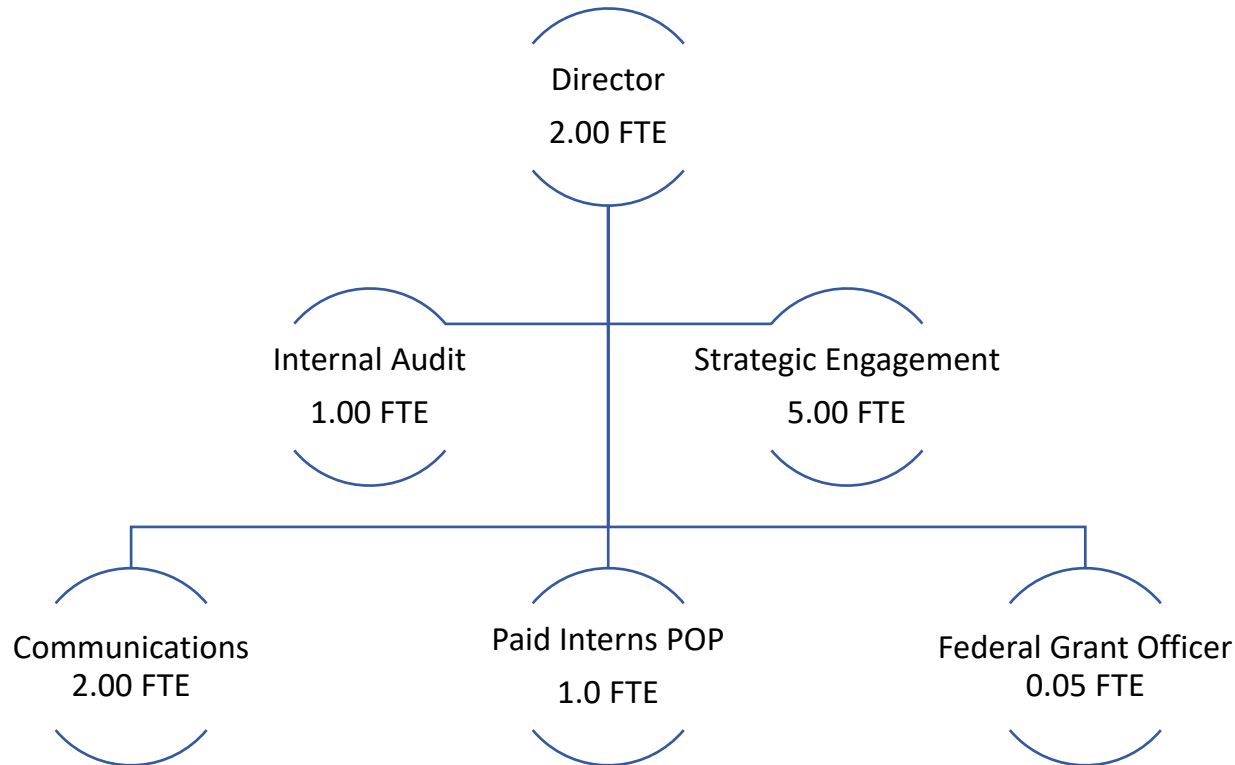 Director
2.00 FTE
Internal Audit
1.00 FTE
Strategic Engagement
5.00 FTE
Communications
2.00 FTE
Paid Interns POP
1.0 FTE
Federal Grant Officer
0.05 FTE